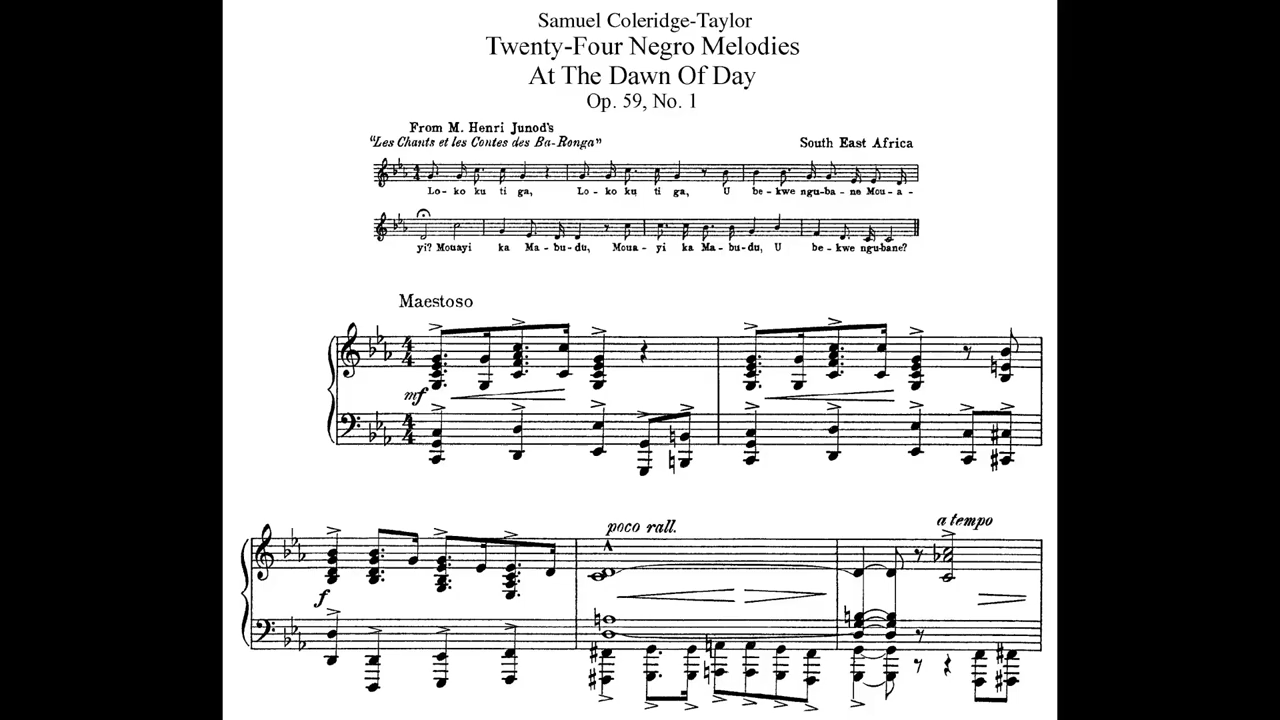 Samuel Coleridge-Taylor
Twenty-Four Negro Melodies
At The Dawn Of Day
Op. 59, No. 1
From M. Henri Junod's
"Les Chants et les Contes des Ba-Ronga"
South East Africa
Lo-ko ku ti ga, Lo-ko ku ti ga, U be-kwe ngu-ba-ne Mou-a-
yi? Mouayi ka Ma-bu-du, Moua-yi ka Ma-bu-du, U be-kwe ngubane?
Maestoso
mf
poco rall.
a tempo
f